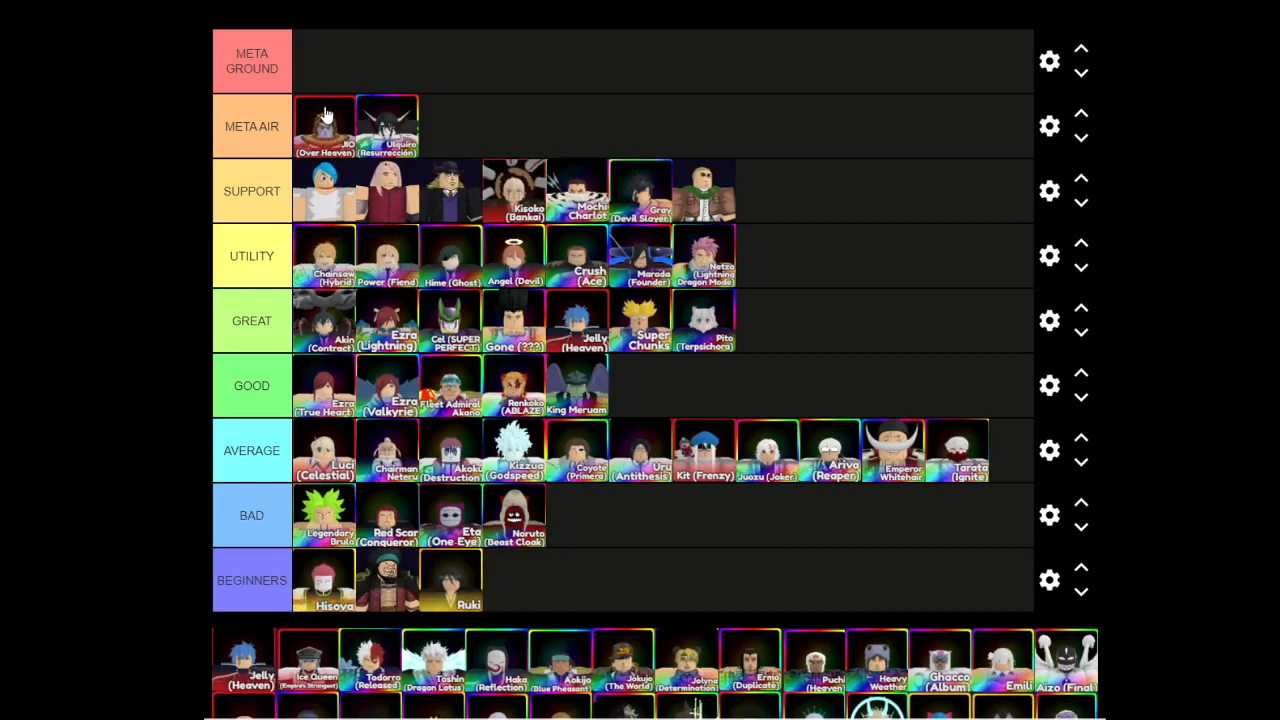 META
GROUND
META AIR
JIO
(Over Heaven)
Ulquiro
(Resurrección)
SUPPORT
Kisoko
(Bankai)
Mochi
Charlot
Gray
(Devil Slayer)
UTILITY
Chainsaw
(Hybrid)
Power (Fiend)
Hime (Ghost)
Angel (Devil)
Crush
(Ace)
Marada
(Founder)
Natzo
(Lightning
Dragon Mode)
GREAT
Akin
(Contract)
Ezra
(Lightning)
Cel (SUPER
PERFECT)
Gone (???)
Jelly
(Heaven)
Super
Chunks
Pito
(Terpsichora)
GOOD
Ezra
(True Heart)
Ezra
(Valkyrie)
Fleet Admiral
Akano
Renkoko
(ABLAZE)
King Meruam
AVERAGE
Luci
(Celestial)
Chairman
Neteru
Akoku
(Destruction)
Kizzua
(Godspeed)
Coyote
(Primera)
Uru
(Antithesis)
Kit (Frenzy)
Juozu (Joker)
Ariva
(Reaper)
Emperor
Whitehair
Tarata
(Ignite)
BAD
Legendary
Brulo
Red Scar
(Conqueror)
Eta
(One Eye)
Noruto
(Beast Cloak)
BEGINNERS
Hisova
Ruki
Jelly
(Heaven)
Ice Queen
(Empire's Strongest)
Todorro
(Released)
Toshin
(Dragon Lotus)
Haka
(Reflection)
Aokijo
(Blue Pheasant)
Jokujo
(The World)
Jolyna
(Determination)
Ermo
(Duplicate)
Puchi
(Heaven)
Heavy
Weather
Ghacco
(Album)
Emili
Aizo (Final)